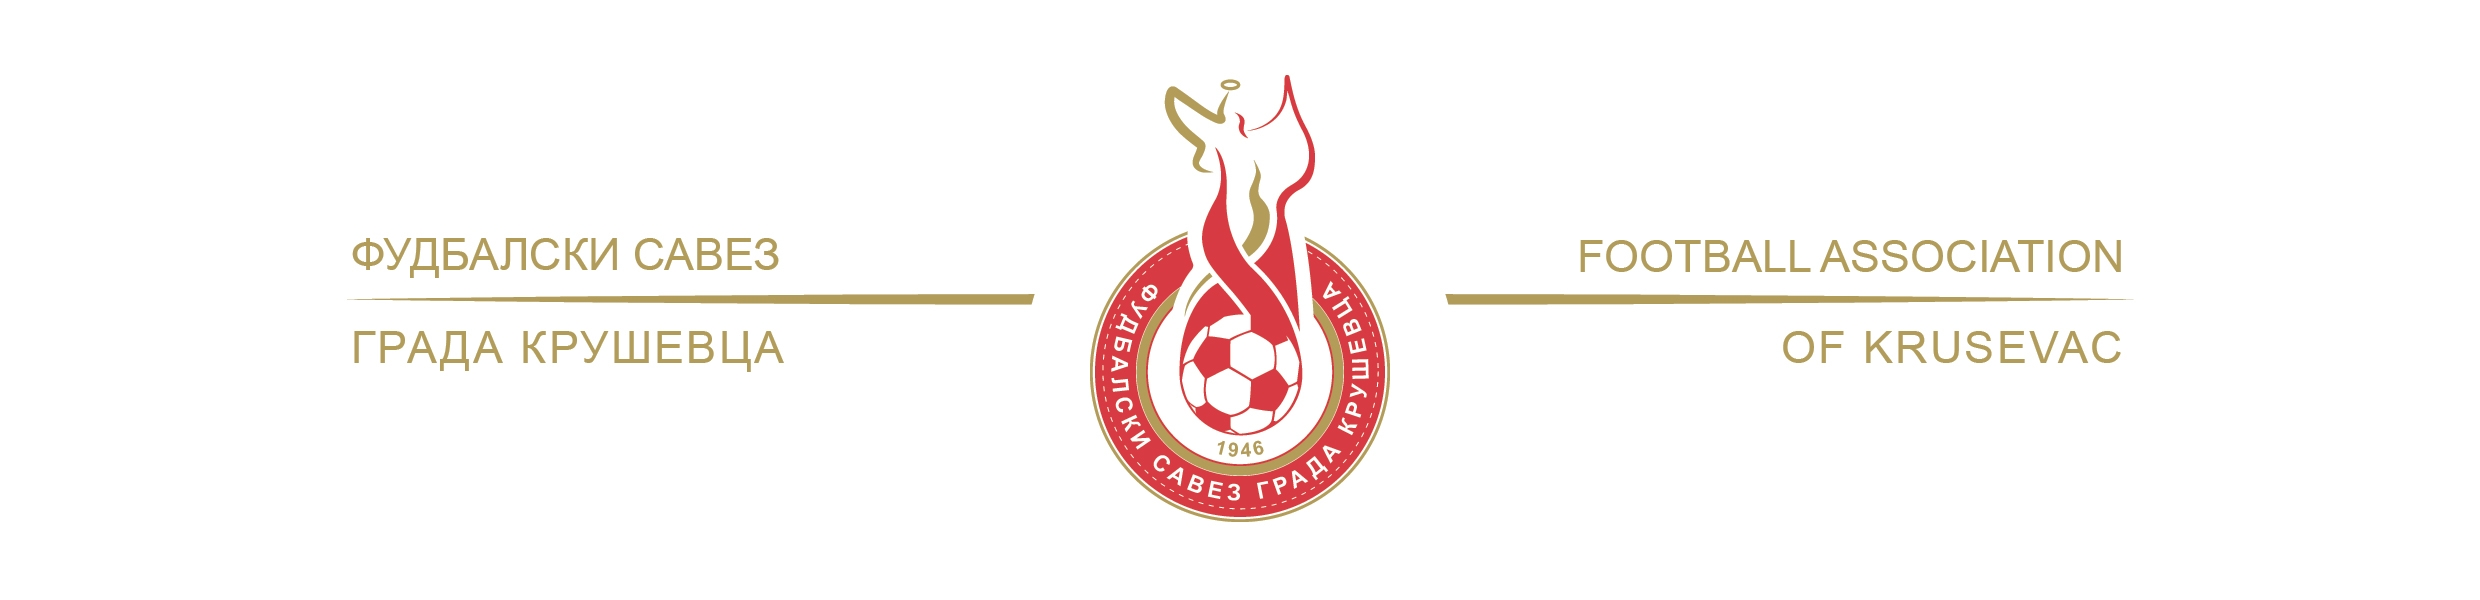 ФУДБАЛСКИ САВЕЗ
ГРАДА КРУШЕВЦА
ФУДБАЛСКИ САВЕЗ ГРАДА КРУШЕВЦА
1946
FOOTBALL ASSOCIATION
OF KRUSEVAC